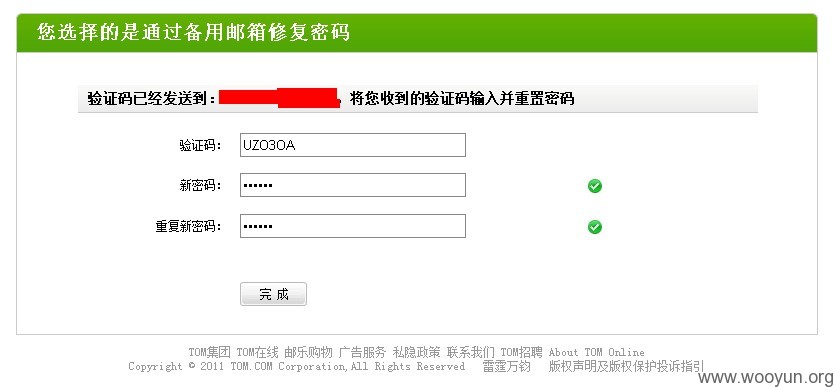 您选择的是通过备用邮箱修复密码
验证码已经发送到：，将您收到的验证码输入并重置密码
验证码： UZO3OA
新密码： ••••••
重复新密码： ••••••
完 成
TOM集团 TOM在线 邮乐购物 广告服务 私隐政策 联系我们 TOM招聘 About TOM Online
Copyright © 2011 TOM.COM Corporation,All Rights Reserved 雷霆万钧 版权声明及版权保护投诉指引
www.wooyun.org